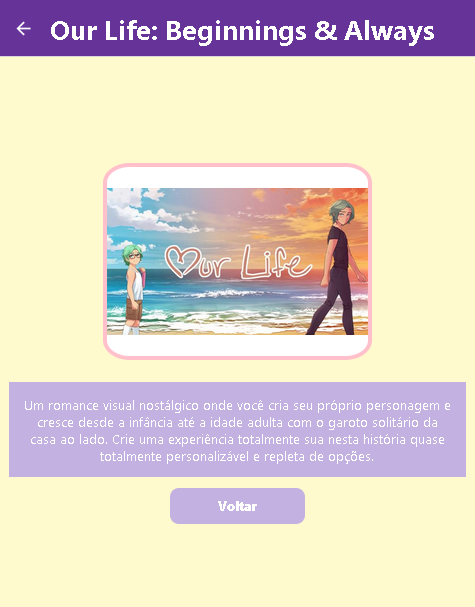 Our Life: Beginnings & Always
Our Life
Um romance visual nostálgico onde você cria seu próprio personagem e
cresce desde a infância até a idade adulta com o garoto solitário da
casa ao lado. Crie uma experiência totalmente sua nesta história quase
totalmente personalizável e repleta de opções.
Voltar